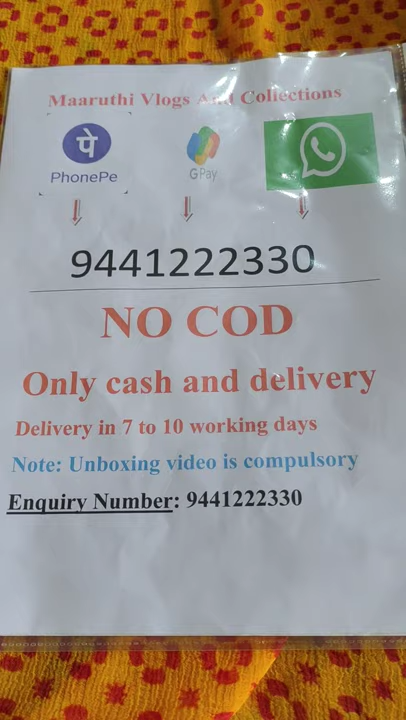 Maaruthi Vlogs And Collections
पे
PhonePe
G Pay
9441222330
NO COD
Only cash and delivery
Delivery in 7 to 10 working days
Note: Unboxing video is compulsory
Enquiry Number: 9441222330